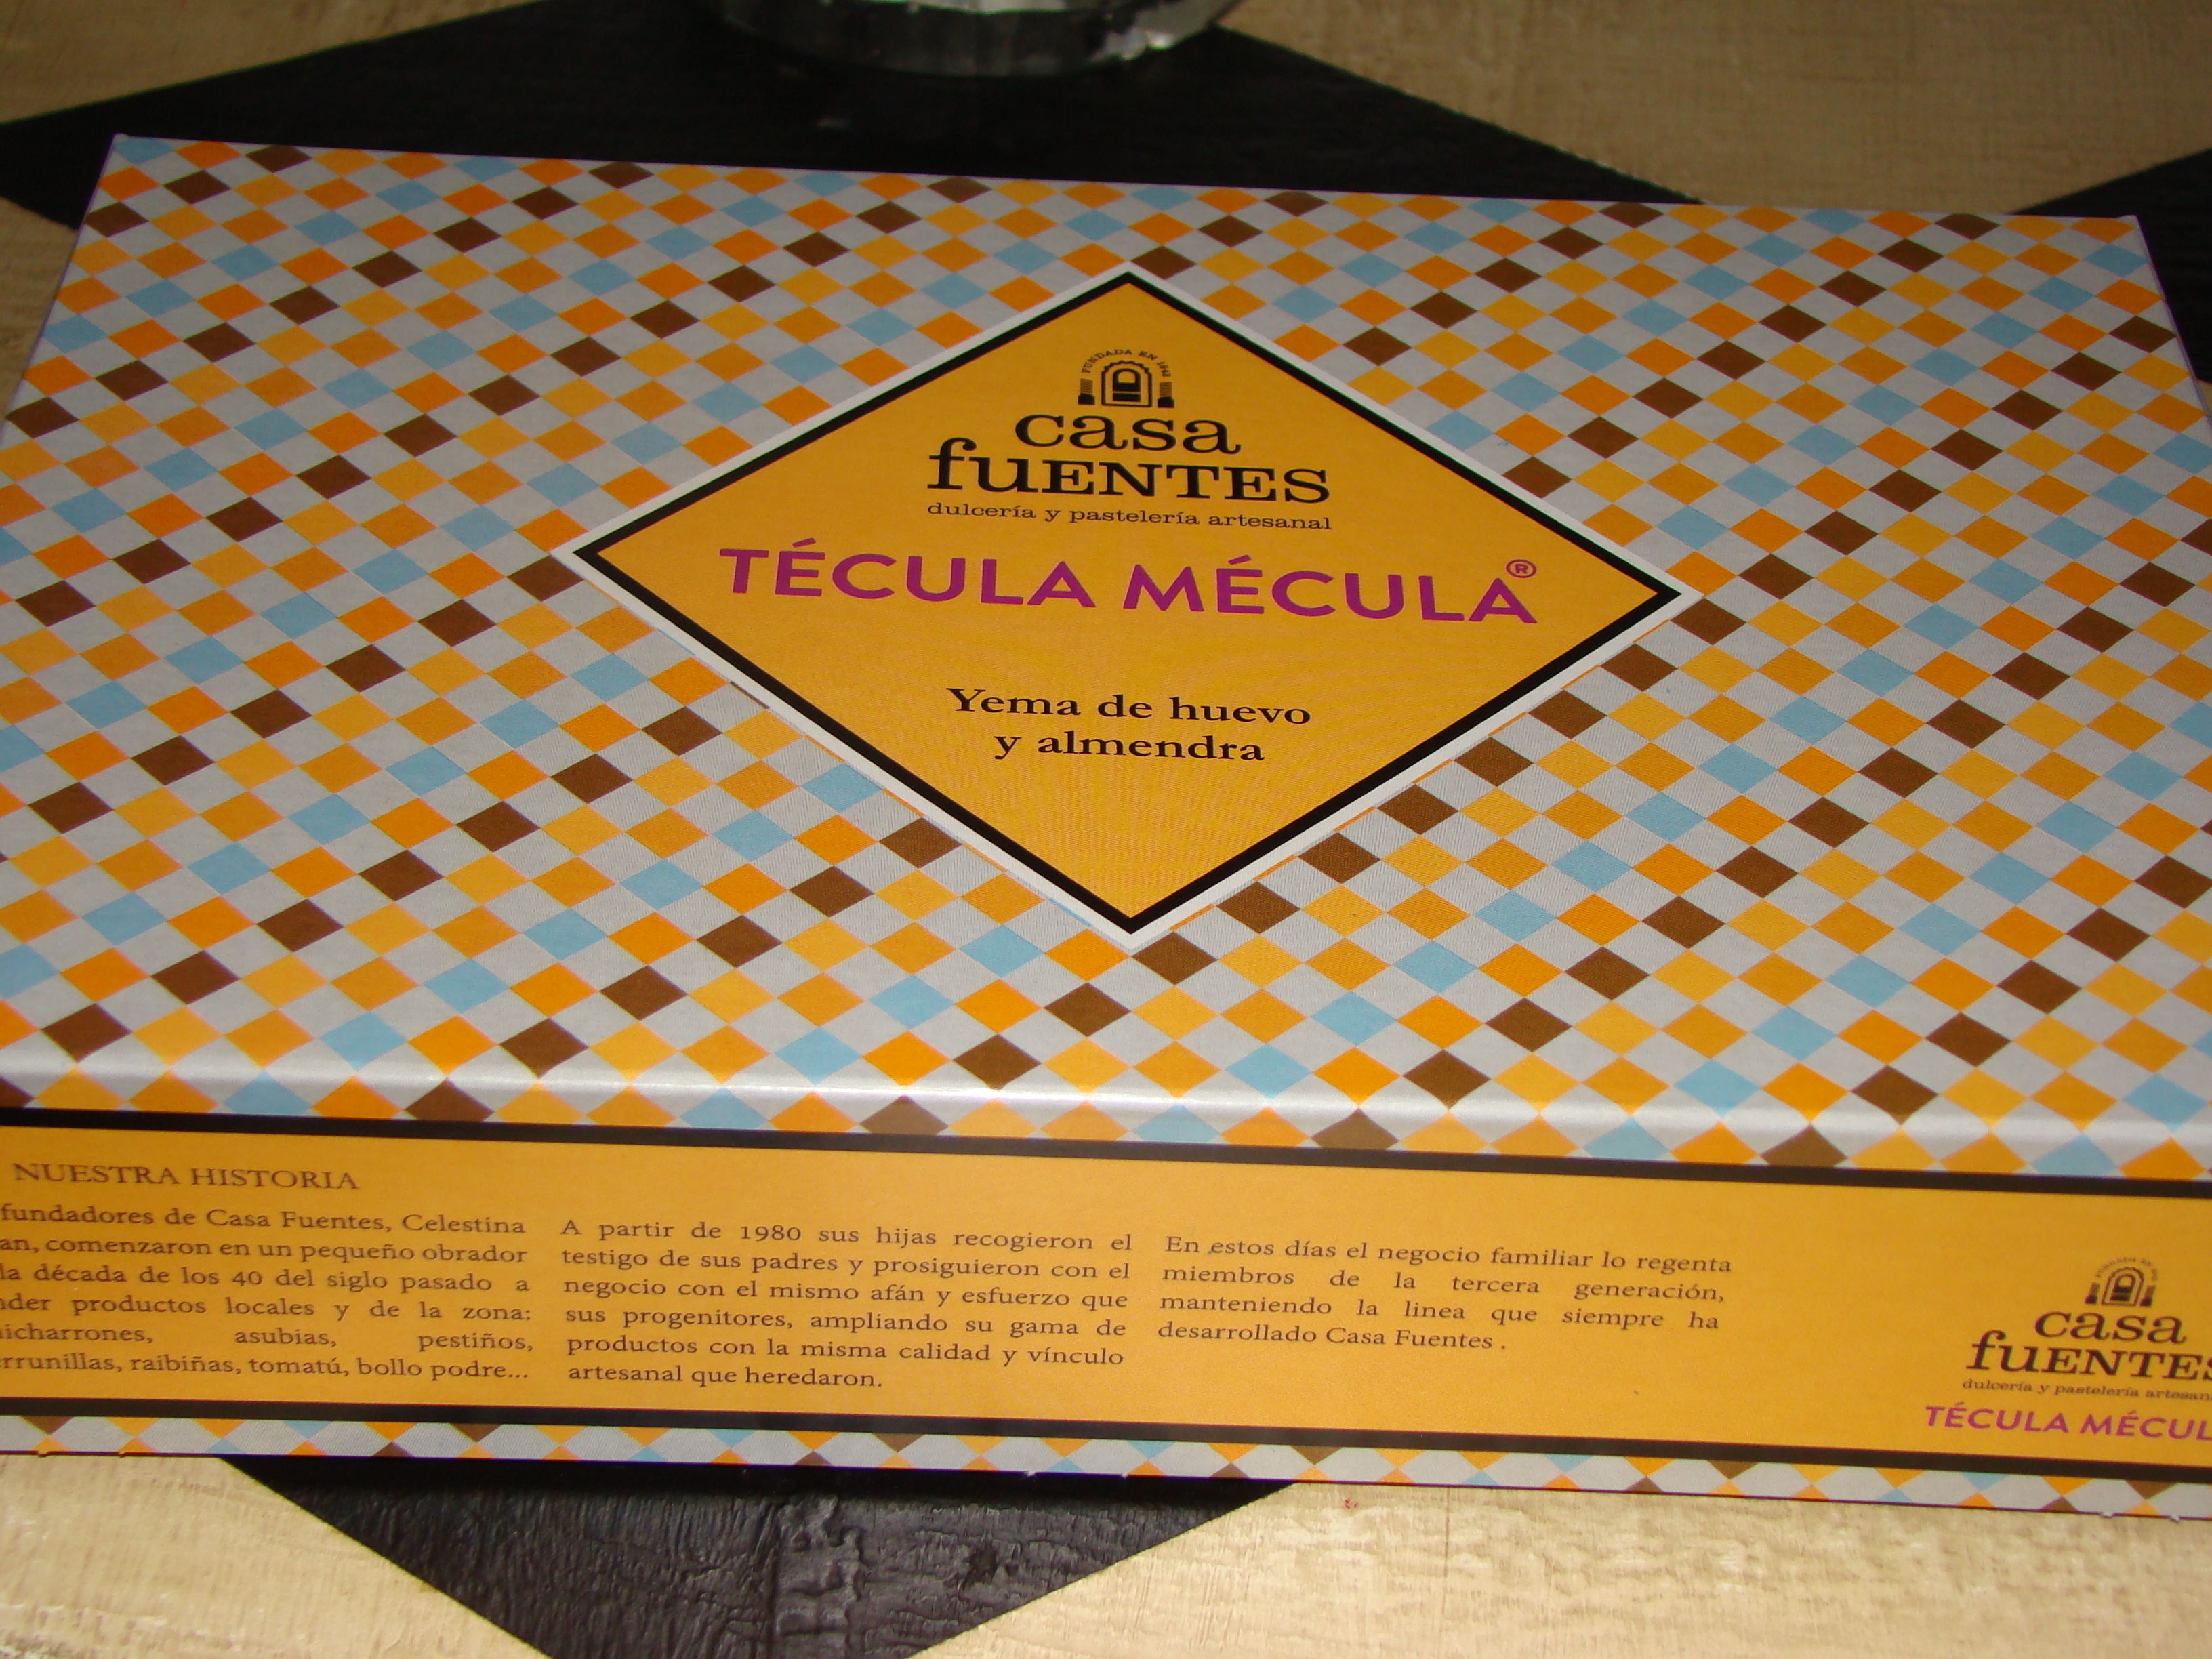 FUNDADA EN
casa
fUENTES
dulcería y pastelería artesanal
TÉCULA MÉCULA®
Yema de huevo
y almendra
NUESTRA HISTORIA
fundadores de Casa Fuentes, Celestina
an, comenzaron en un pequeño obrador
la década de los 40 del siglo pasado a
nder productos locales y de la zona:
icharrones, asubias, pestiños,
rrunillas, raibiñas, tomatú, bollo podre...
A partir de 1980 sus hijas recogieron el
testigo de sus padres y prosiguieron con el
negocio con el mismo afán y esfuerzo que
sus progenitores, ampliando su gama de
productos con la misma calidad y vínculo
artesanal que heredaron.
En estos días el negocio familiar lo regenta
miembros de la tercera generación,
manteniendo la linea que siempre ha
desarrollado Casa Fuentes .
casa
fUENTES
dulcería y pastelería artesan
TÉCULA MÉCUL